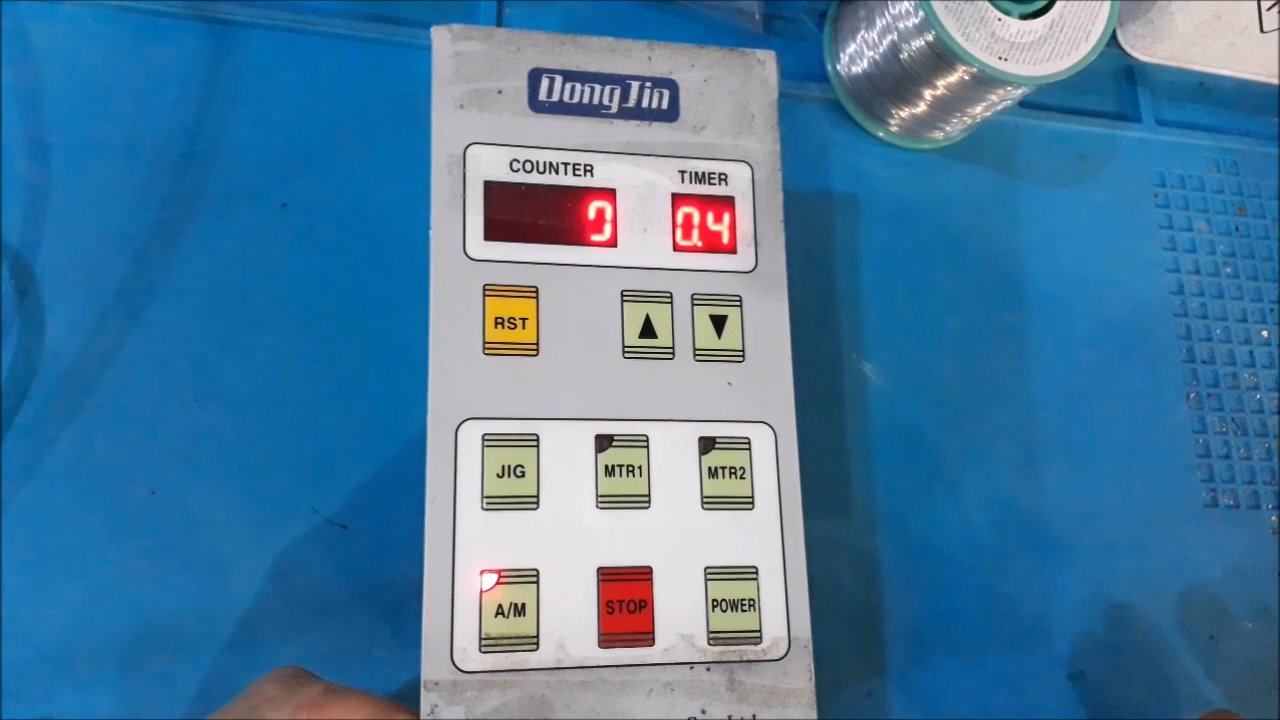 DongJin
COUNTER TIMER
0 0.4
RST ▲ ▼
JIG MTR1 MTR2
A/M STOP POWER